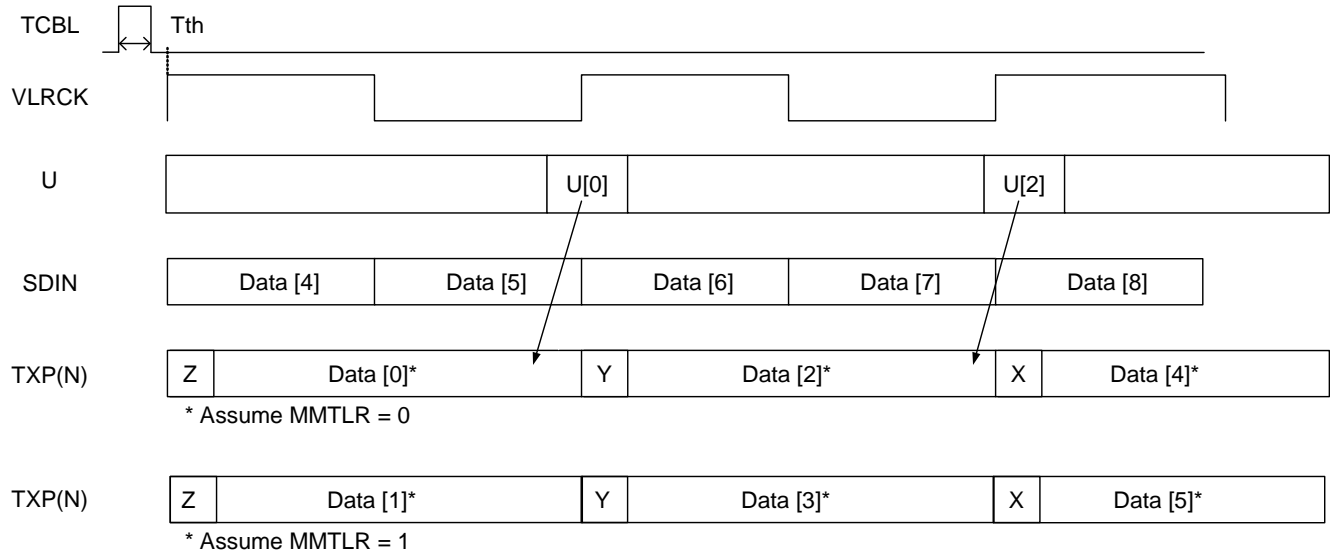 TCBL Tth
VLRCK
U U[0] U[2]
SDIN Data [4] Data [5] Data [6] Data [7] Data [8]
TXP(N) Z Data [0]* Y Data [2]* X Data [4]*
* Assume MMTLR = 0
TXP(N) Z Data [1]* Y Data [3]* X Data [5]*
* Assume MMTLR = 1